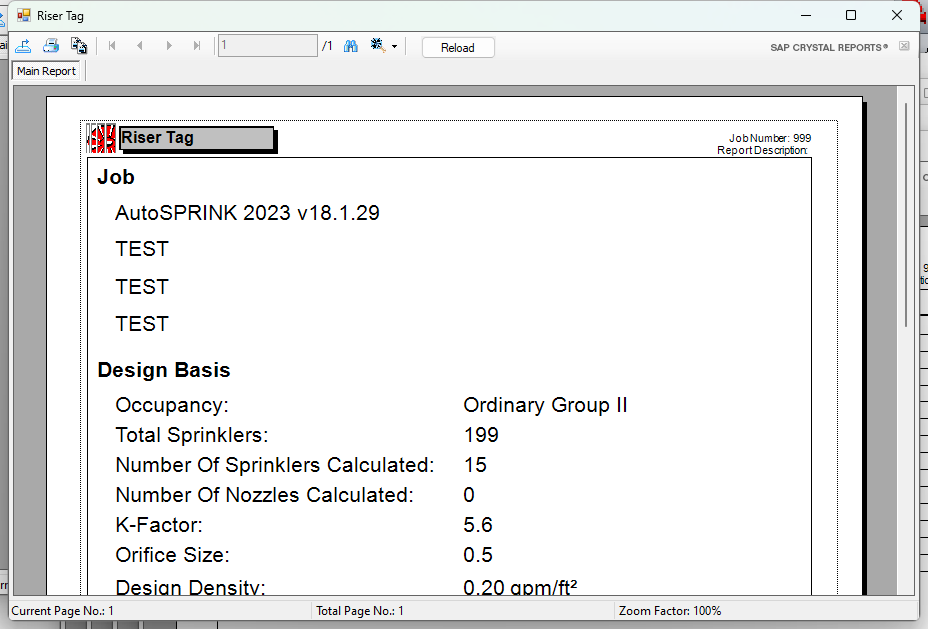 Riser Tag
1 /1 Reload SAP CRYSTAL REPORTS®
Main Report
Riser Tag
Job Number: 999
Report Description:
Job
AutoSPRINK 2023 v18.1.29
TEST
TEST
TEST
Design Basis
Occupancy: Ordinary Group II
Total Sprinklers: 199
Number Of Sprinklers Calculated: 15
Number Of Nozzles Calculated: 0
K-Factor: 5.6
Orifice Size: 0.5
Design Density: 0.20 gpm/ft²
Current Page No.: 1 Total Page No.: 1 Zoom Factor: 100%